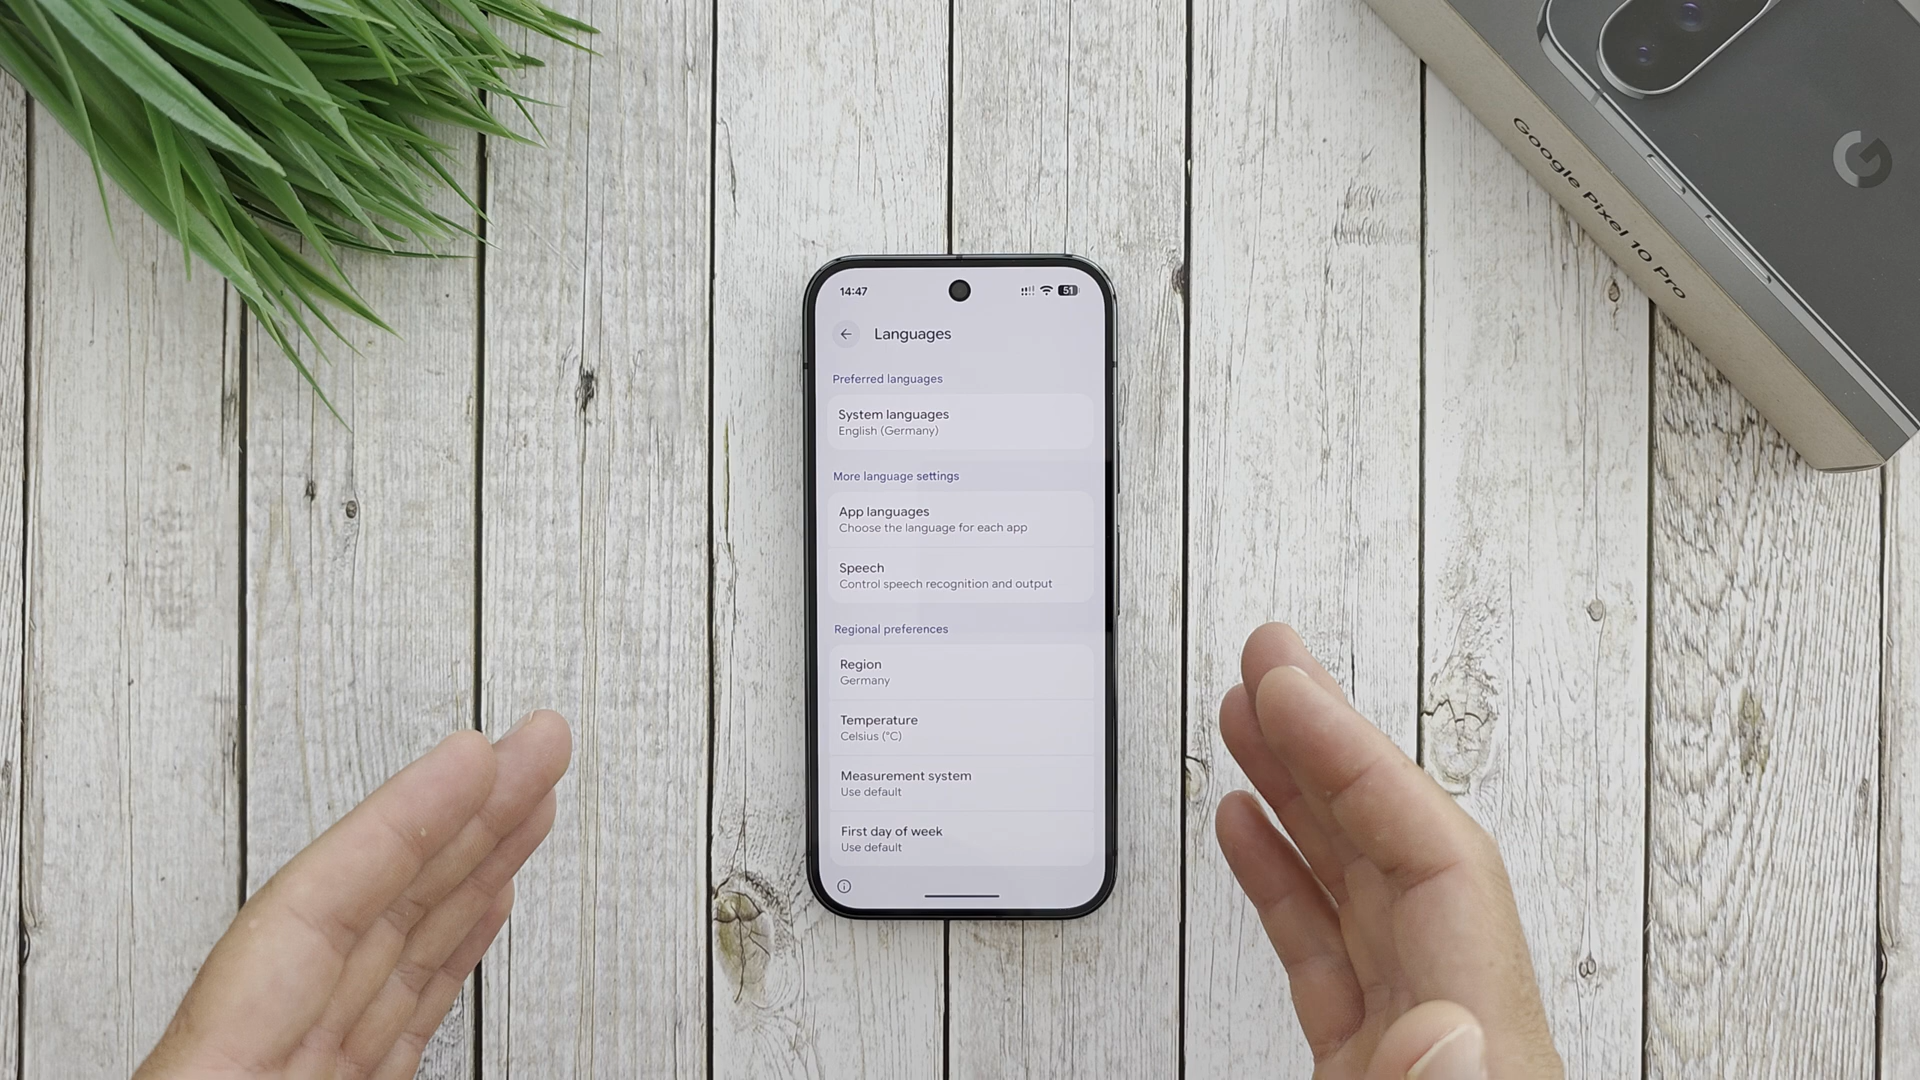 14:47
51
Languages
Preferred languages
System languages
English (Germany)
More language settings
App languages
Choose the language for each app
Speech
Control speech recognition and output
Regional preferences
Region
Germany
Temperature
Celsius (°C)
Measurement system
Use default
First day of week
Use default
Google Pixel 10 Pro
G